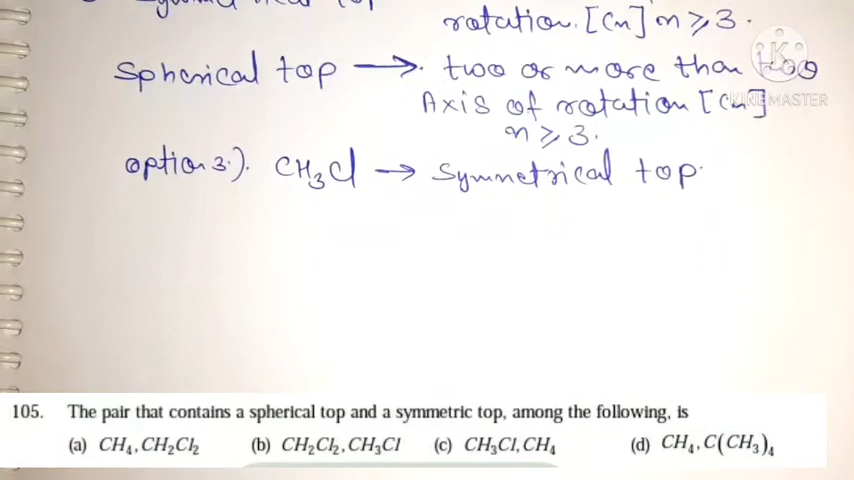 rotation. [Cn] n ≥ 3.
Spherical top → two or more than two
Axis of rotation [Cn]
n ≥ 3.
option 3.). CH₃Cl → Symmetrical top.
KINEMASTER
105. The pair that contains a spherical top and a symmetric top, among the following, is
(a) CH₄, CH₂Cl₂ (b) CH₂Cl₂, CH₃Cl (c) CH₃Cl, CH₄ (d) CH₄, C(CH₃)₄